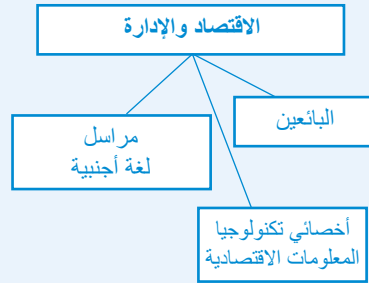 الاقتصاد والإدارة
البائعين
مراسل
لغة أجنبية
أخصائي تكنولوجيا
المعلومات الاقتصادية